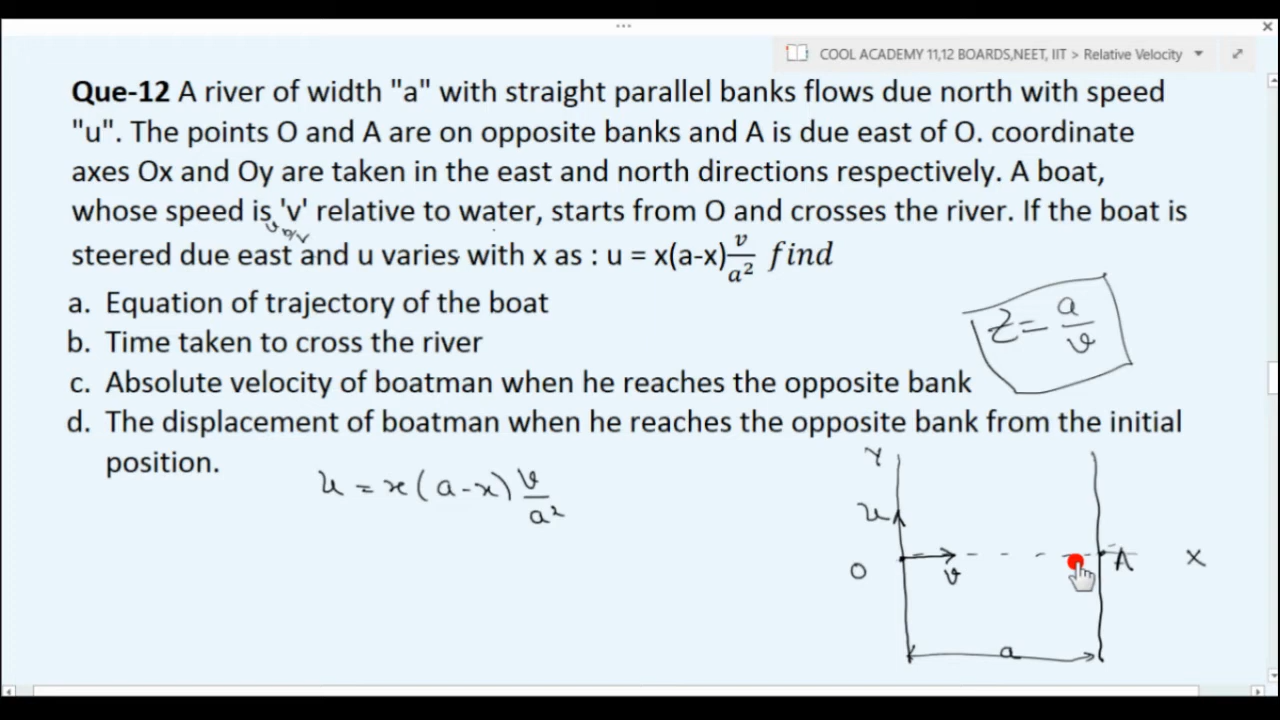 COOL ACADEMY 11,12 BOARDS,NEET, IIT > Relative Velocity
Que-12 A river of width "a" with straight parallel banks flows due north with speed
"u". The points O and A are on opposite banks and A is due east of O. coordinate
axes Ox and Oy are taken in the east and north directions respectively. A boat,
whose speed is 'v' relative to water, starts from O and crosses the river. If the boat is
steered due east and u varies with x as : u = x(a-x) v/a² find
a. Equation of trajectory of the boat
b. Time taken to cross the river
c. Absolute velocity of boatman when he reaches the opposite bank
d. The displacement of boatman when he reaches the opposite bank from the initial
position.
= a/v
u = x(a-x) v/a²
Y
u
O
v
A
X
a